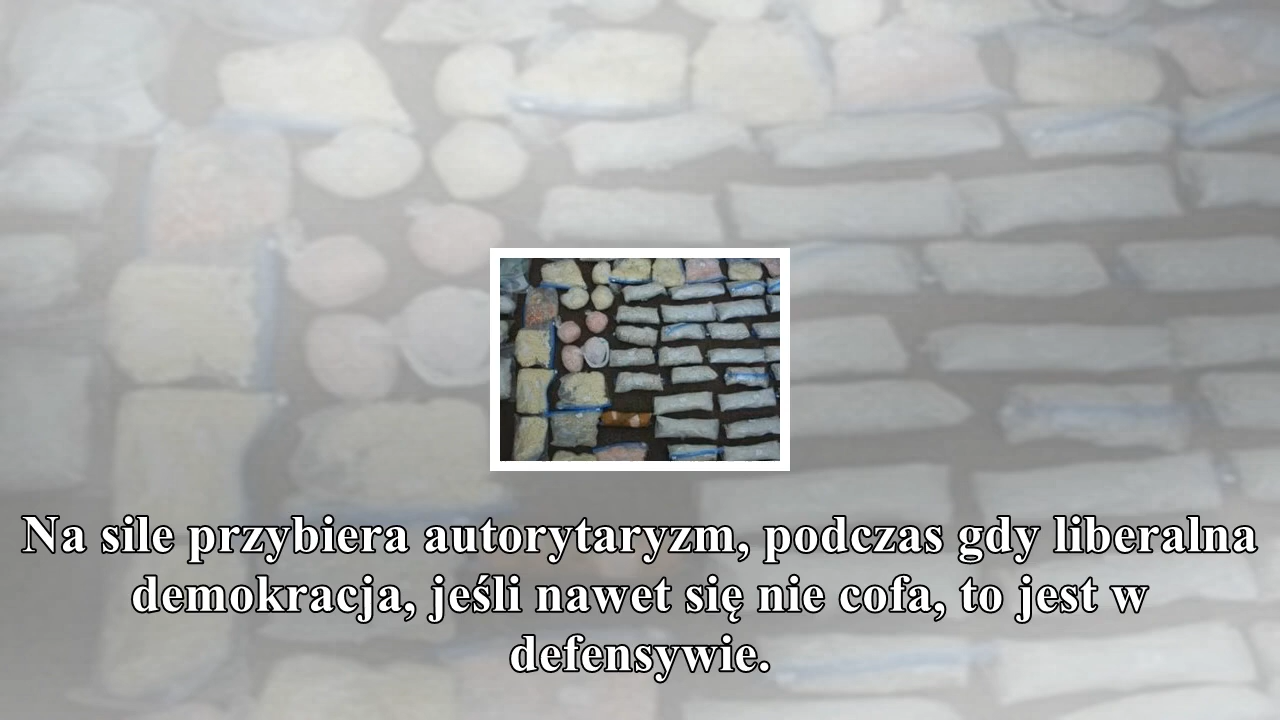 Na sile przybiera autorytaryzm, podczas gdy liberalna
demokracja, jeśli nawet się nie cofa, to jest w
defensywie.